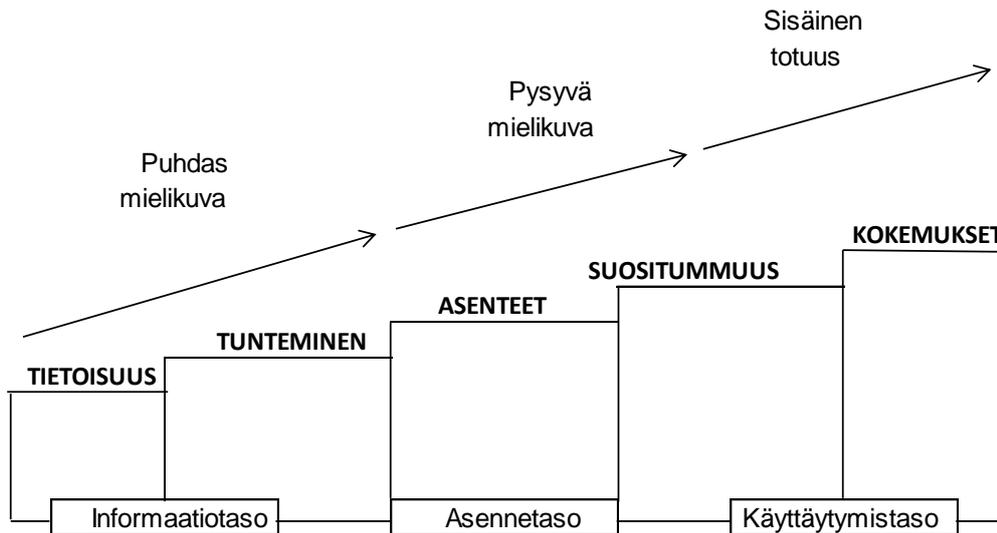 Sisäinen
totuus
Pysyvä
mielikuva
Puhdas
mielikuva
KOKEMUKSET
SUOSITUMMUUS
ASENTEET
TUNTEMINEN
TIETOISUUS
Informaatiotaso
Asennetaso
Käyttäytymistaso